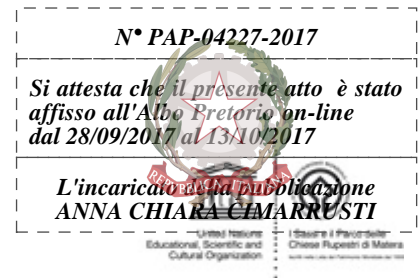 N° PAP-04227-2017
Si attesta che il presente atto è stato
affisso all'Albo Pretorio on-line
dal 28/09/2017 al 13/10/2017
L'incaricato della pubblicazione
ANNA CHIARA CIMARRUSTI
REPVBBLICA ITALIANA
United Nations
Educational, Scientific and
Cultural Organization
I Sassi e il Parco delle
Chiese Rupestri di Matera